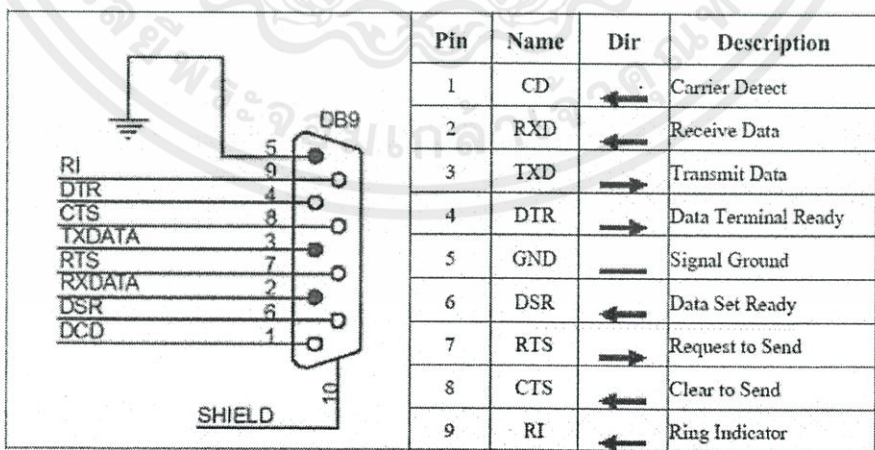 DB9
5
RI 9
DTR 4
CTS 8
TXDATA 3
RTS 7
RXDATA 2
DSR 6
DCD 1
10
SHIELD
Pin Name Dir Description
1 CD Carrier Detect
2 RXD Receive Data
3 TXD Transmit Data
4 DTR Data Terminal Ready
5 GND Signal Ground
6 DSR Data Set Ready
7 RTS Request to Send
8 CTS Clear to Send
9 RI Ring Indicator